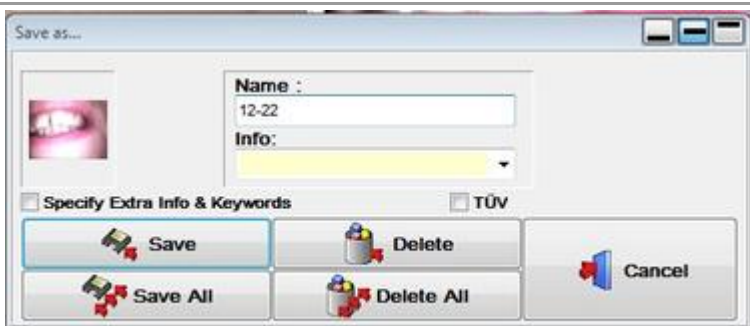 Save as...
Name :
12-22
Info:
Specify Extra Info & Keywords
TÜV
Save
Delete
Cancel
Save All
Delete All